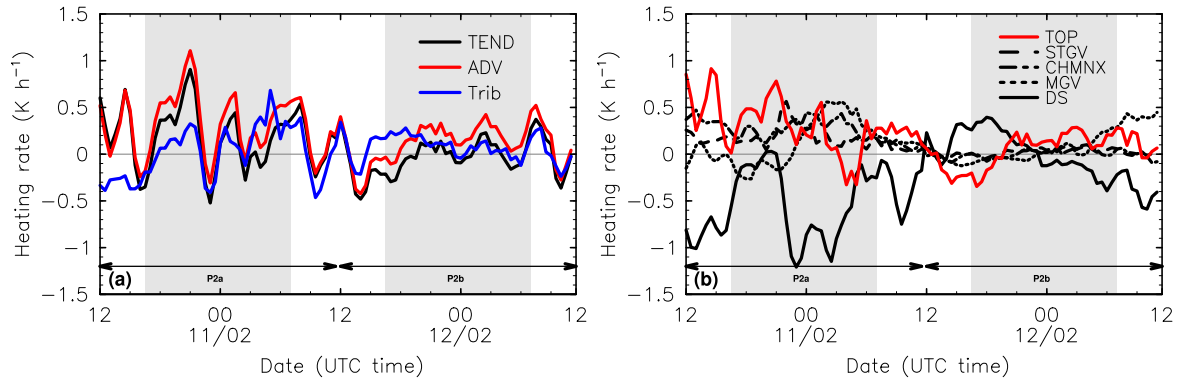 1.5
1
0.5
0
−0.5
−1
−1.5
Heating rate (K h⁻¹)
TEND
ADV
Trib
(a)
P2a
P2b
12
00
12
00
12
11/02
12/02
Date (UTC time)
1.5
1
0.5
0
−0.5
−1
−1.5
Heating rate (K h⁻¹)
TOP
STGV
CHMNX
MGV
DS
(b)
P2a
P2b
12
00
12
00
12
11/02
12/02
Date (UTC time)